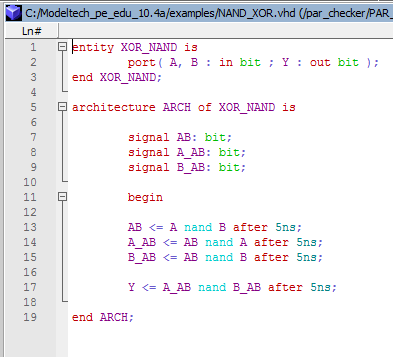 C:/Modeltech_pe_edu_10.4a/examples/NAND_XOR.vhd (/par_checker/PAR_
Ln#
1 entity XOR_NAND is
2 port( A, B : in bit ; Y : out bit );
3 end XOR_NAND;
4
5 architecture ARCH of XOR_NAND is
6
7 signal AB: bit;
8 signal A_AB: bit;
9 signal B_AB: bit;
10
11 begin
12
13 AB <= A nand B after 5ns;
14 A_AB <= AB nand A after 5ns;
15 B_AB <= AB nand B after 5ns;
16
17 Y <= A_AB nand B_AB after 5ns;
18
19 end ARCH;